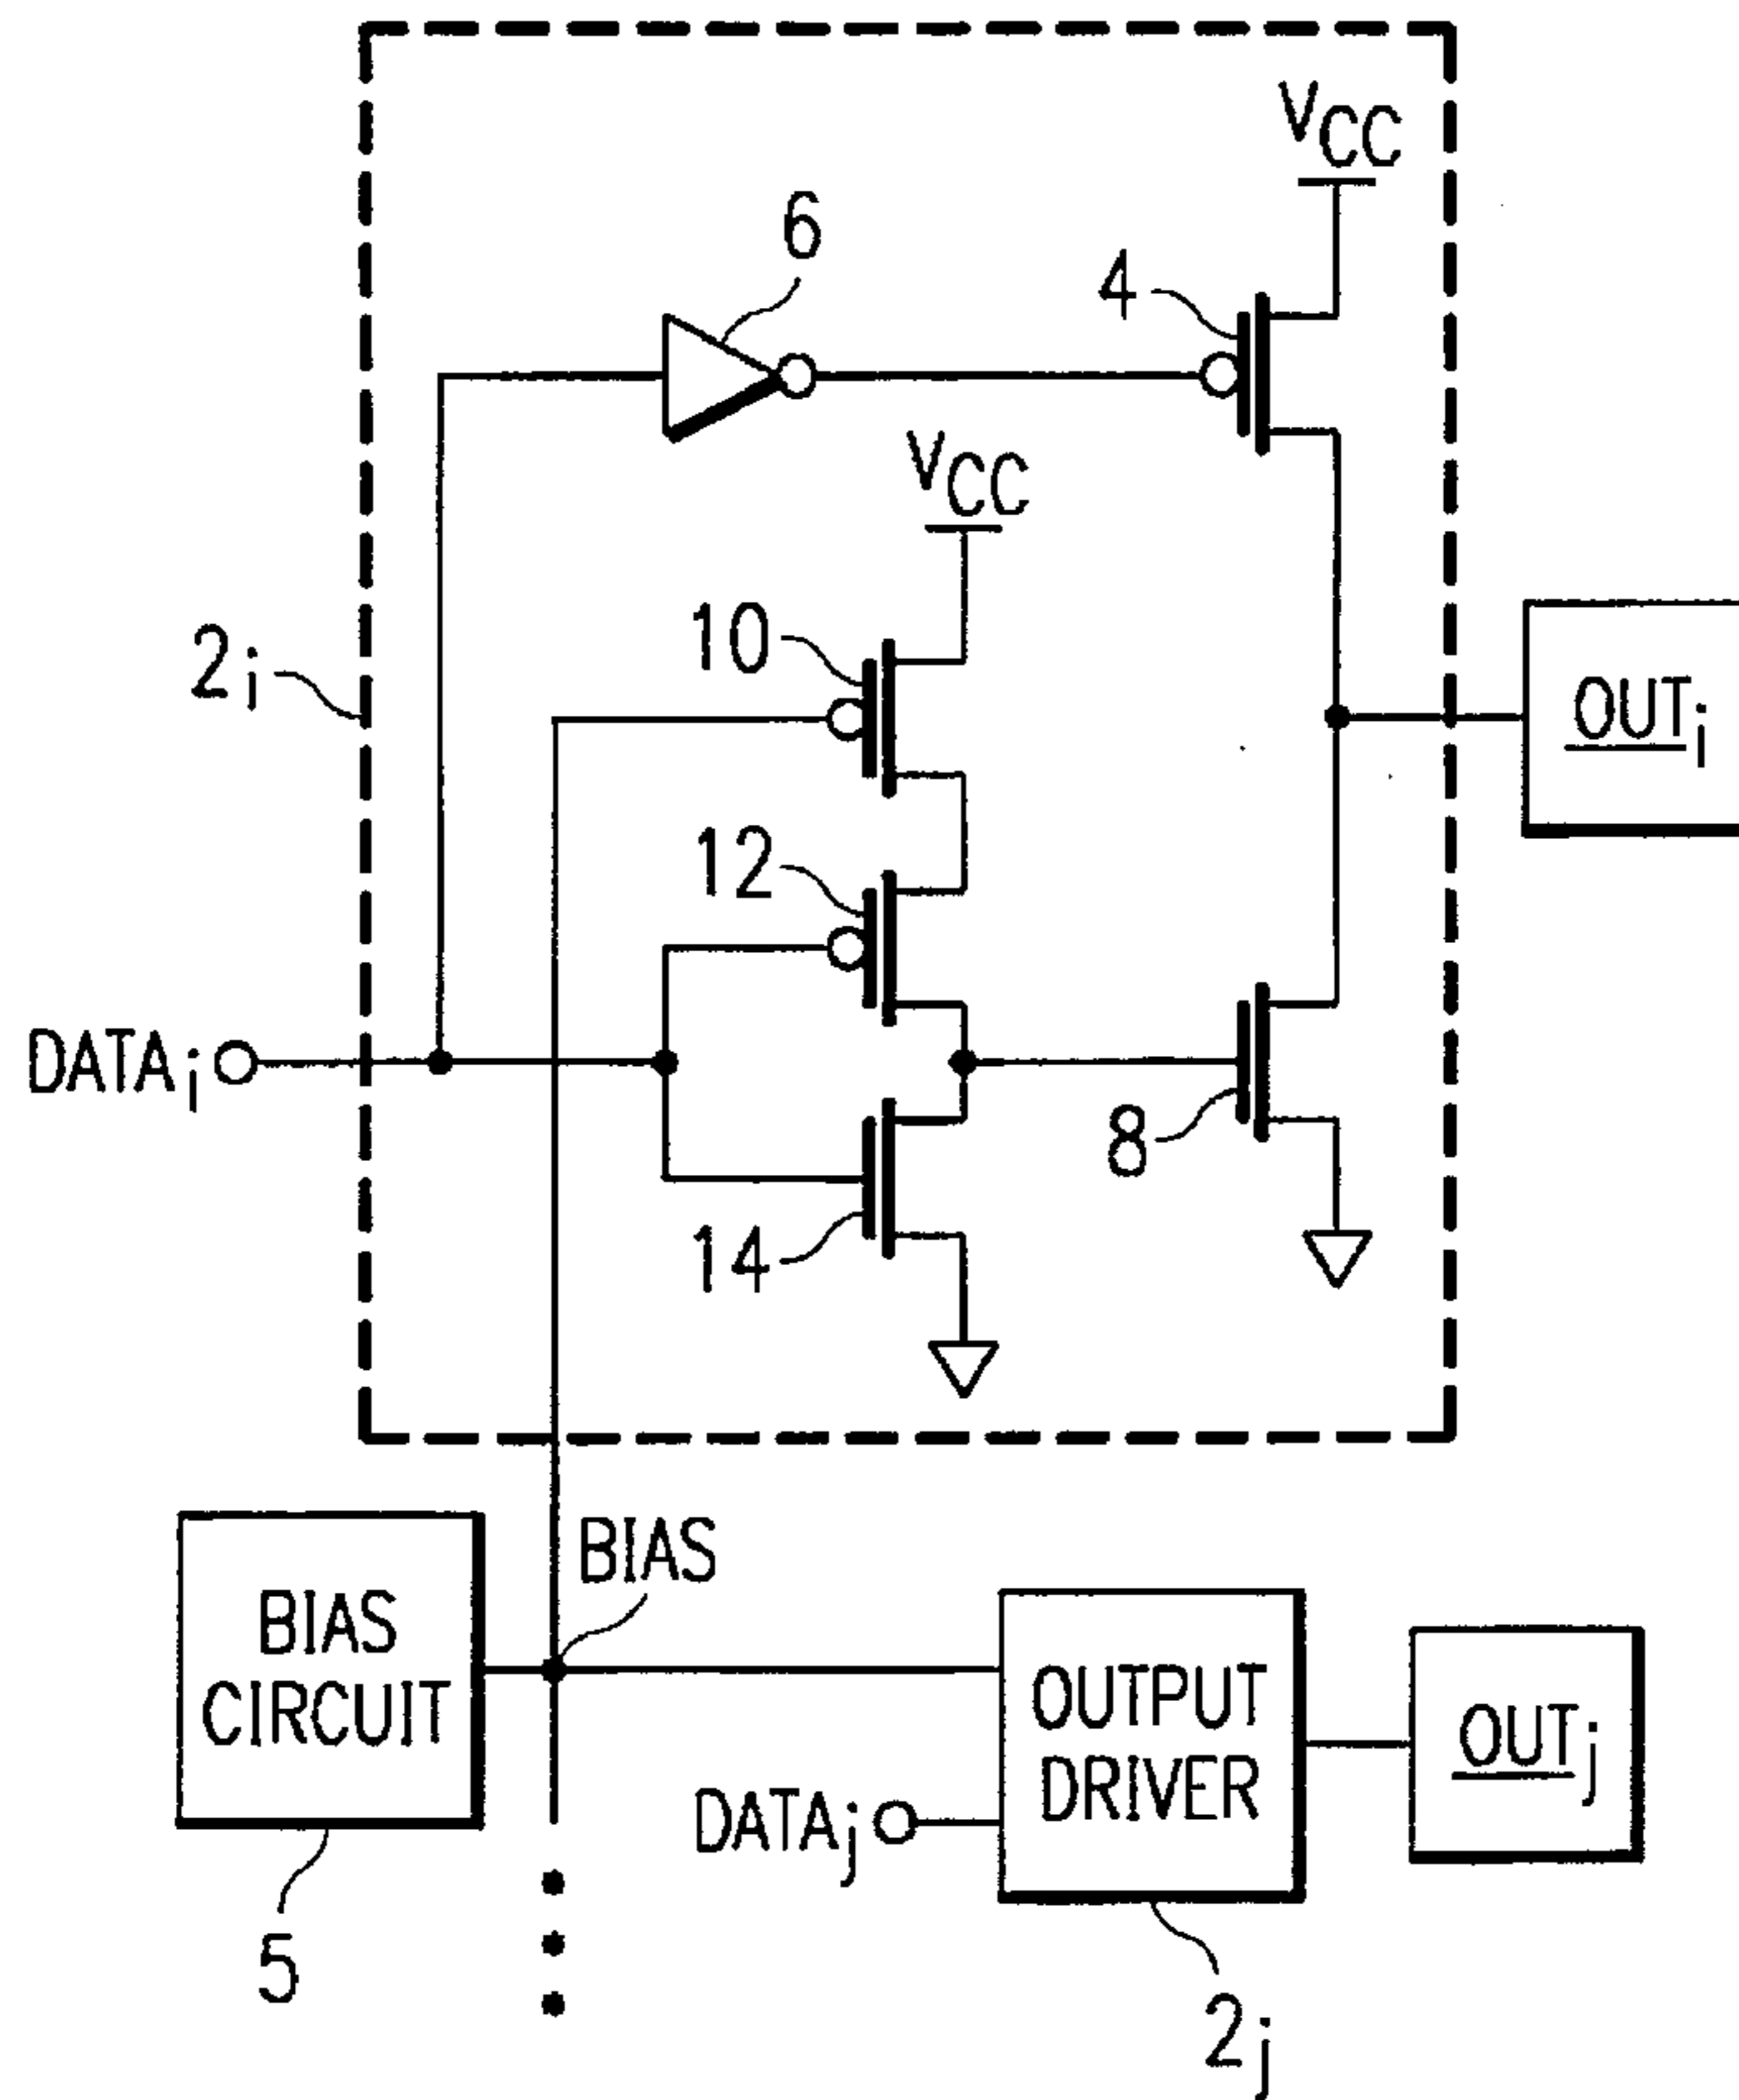 VCC
6
4
VCC
10
2i
OUTi
12
DATAi
8
14
BIAS
BIAS
CIRCUIT
OUTPUT
DRIVER
OUTj
DATAj
5
2j